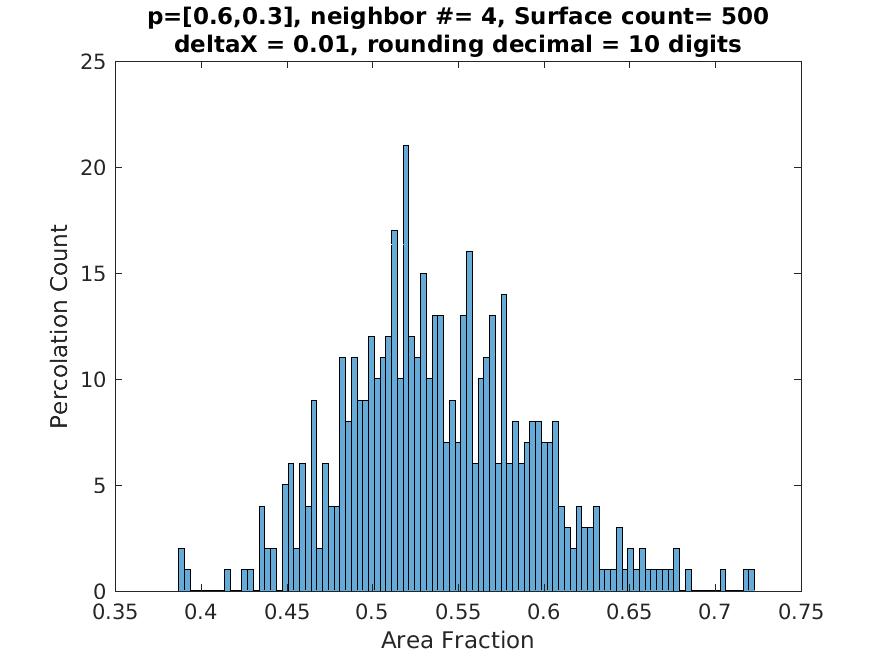 p=[0.6,0.3], neighbor #= 4, Surface count= 500
deltaX = 0.01, rounding decimal = 10 digits
25
20
15
10
5
0
Percolation Count
0.35 0.4 0.45 0.5 0.55 0.6 0.65 0.7 0.75
Area Fraction